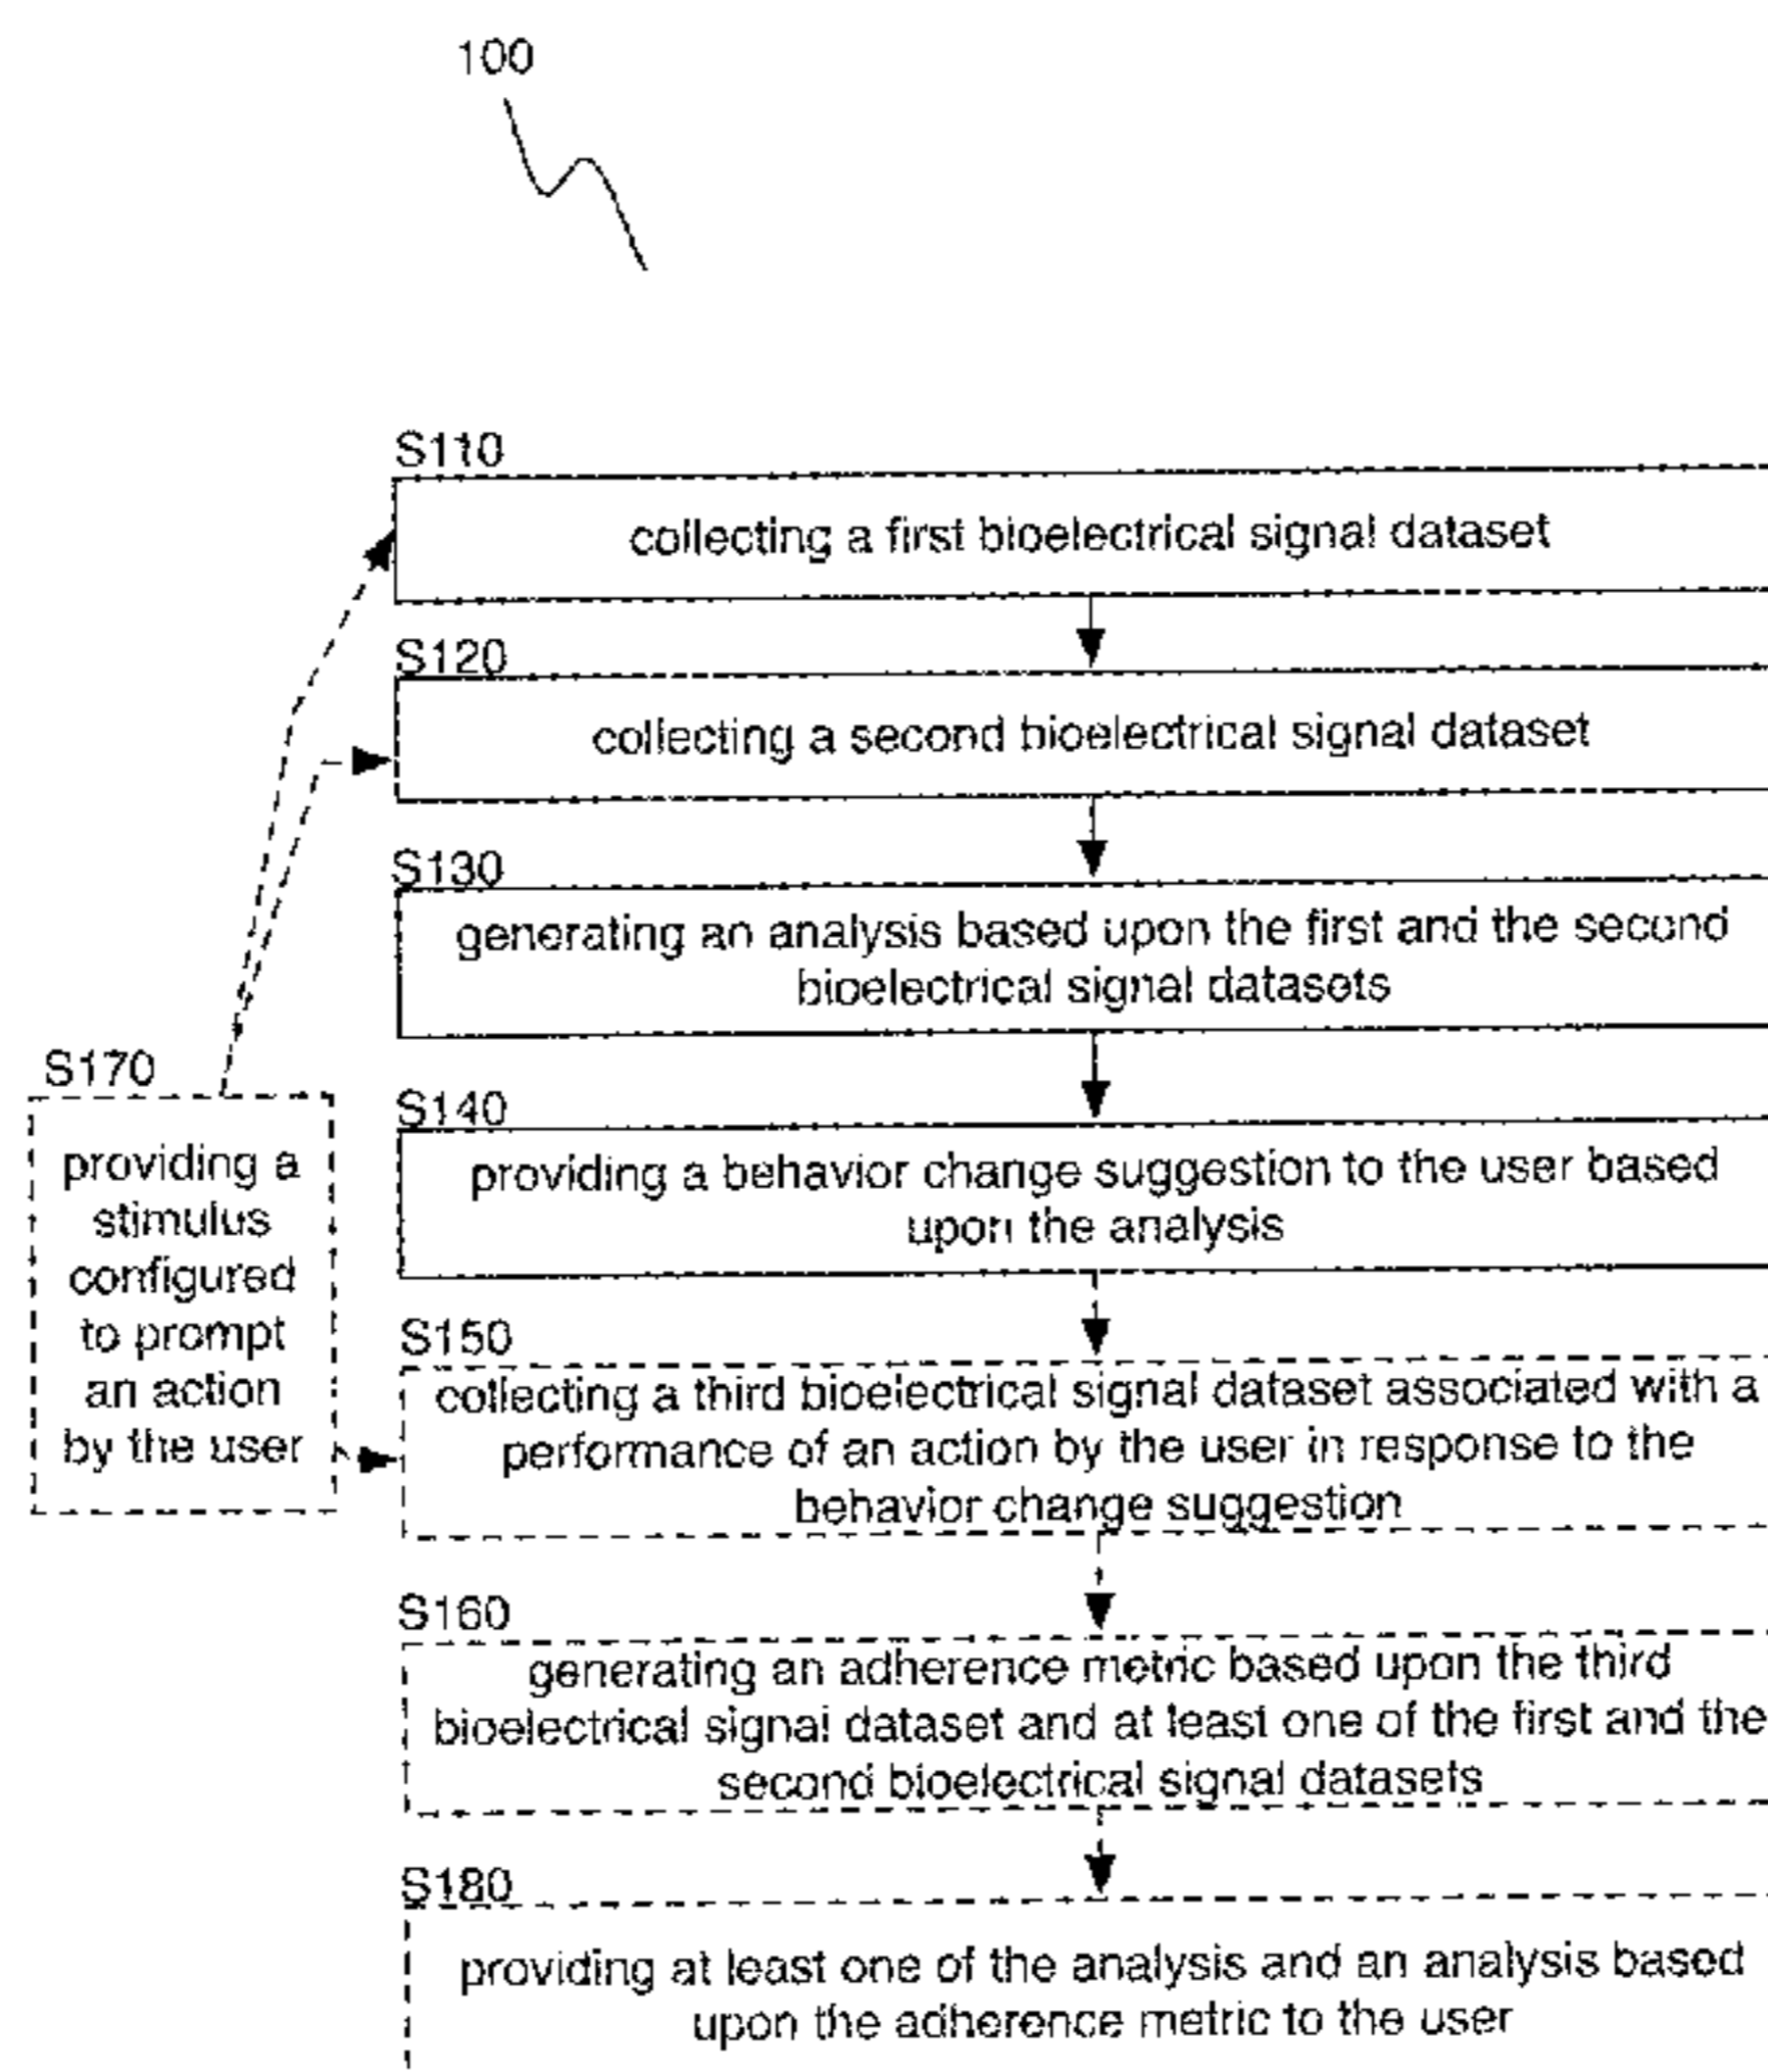 100
S110
collecting a first bioelectrical signal dataset
S120
collecting a second bioelectrical signal dataset
S130
generating an analysis based upon the first and the second
bioelectrical signal datasets
S140
providing a behavior change suggestion to the user based
upon the analysis
S170
providing a
stimulus
configured
to prompt
an action
by the user
S150
collecting a third bioelectrical signal dataset associated with a
performance of an action by the user in response to the
behavior change suggestion
S160
generating an adherence metric based upon the third
bioelectrical signal dataset and at least one of the first and the
second bioelectrical signal datasets
S180
providing at least one of the analysis and an analysis based
upon the adherence metric to the user